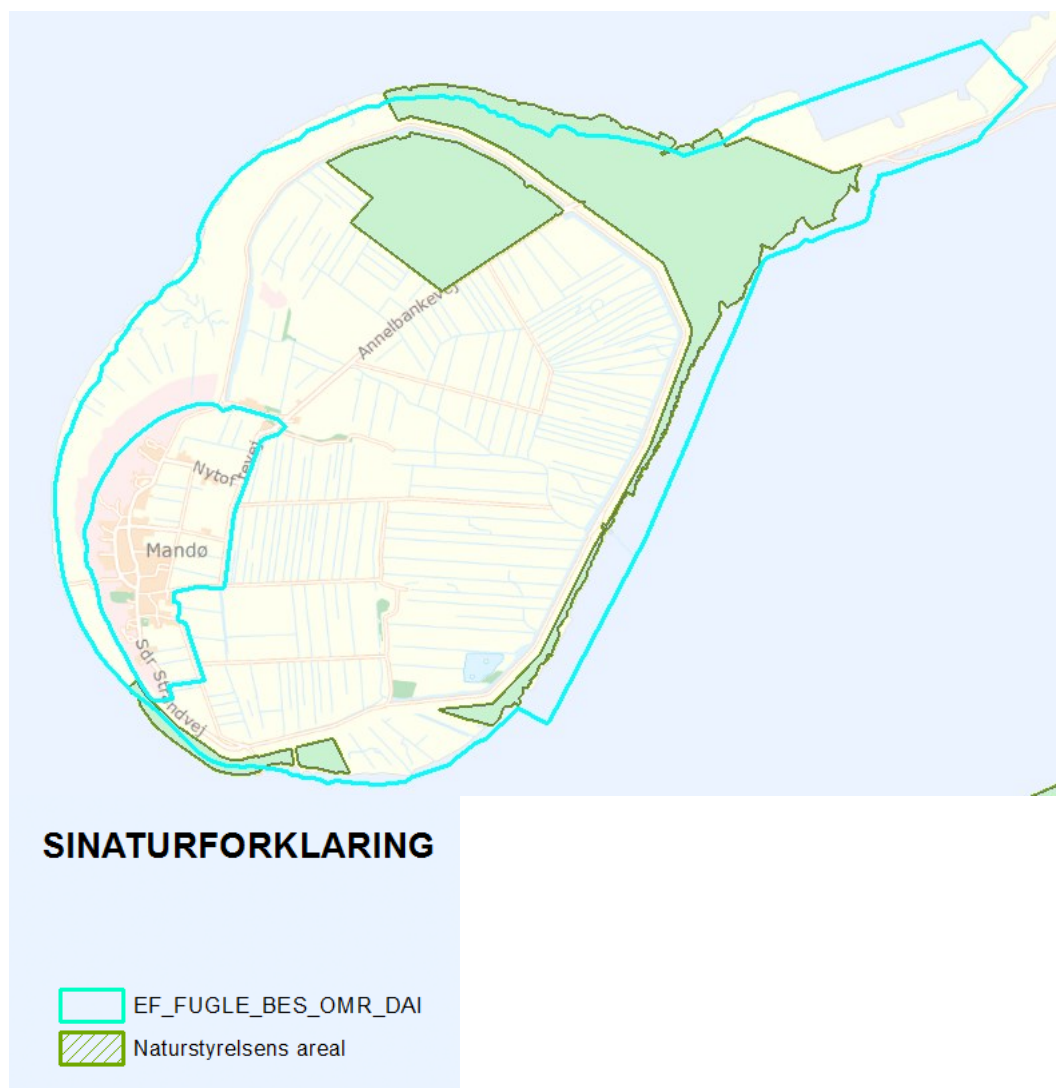 Annelbankevej
Nytoftevej
Mandø
Sdr Strandvej
SINATURFORKLARING
EF_FUGLE_BES_OMR_DAI
Naturstyrelsens areal